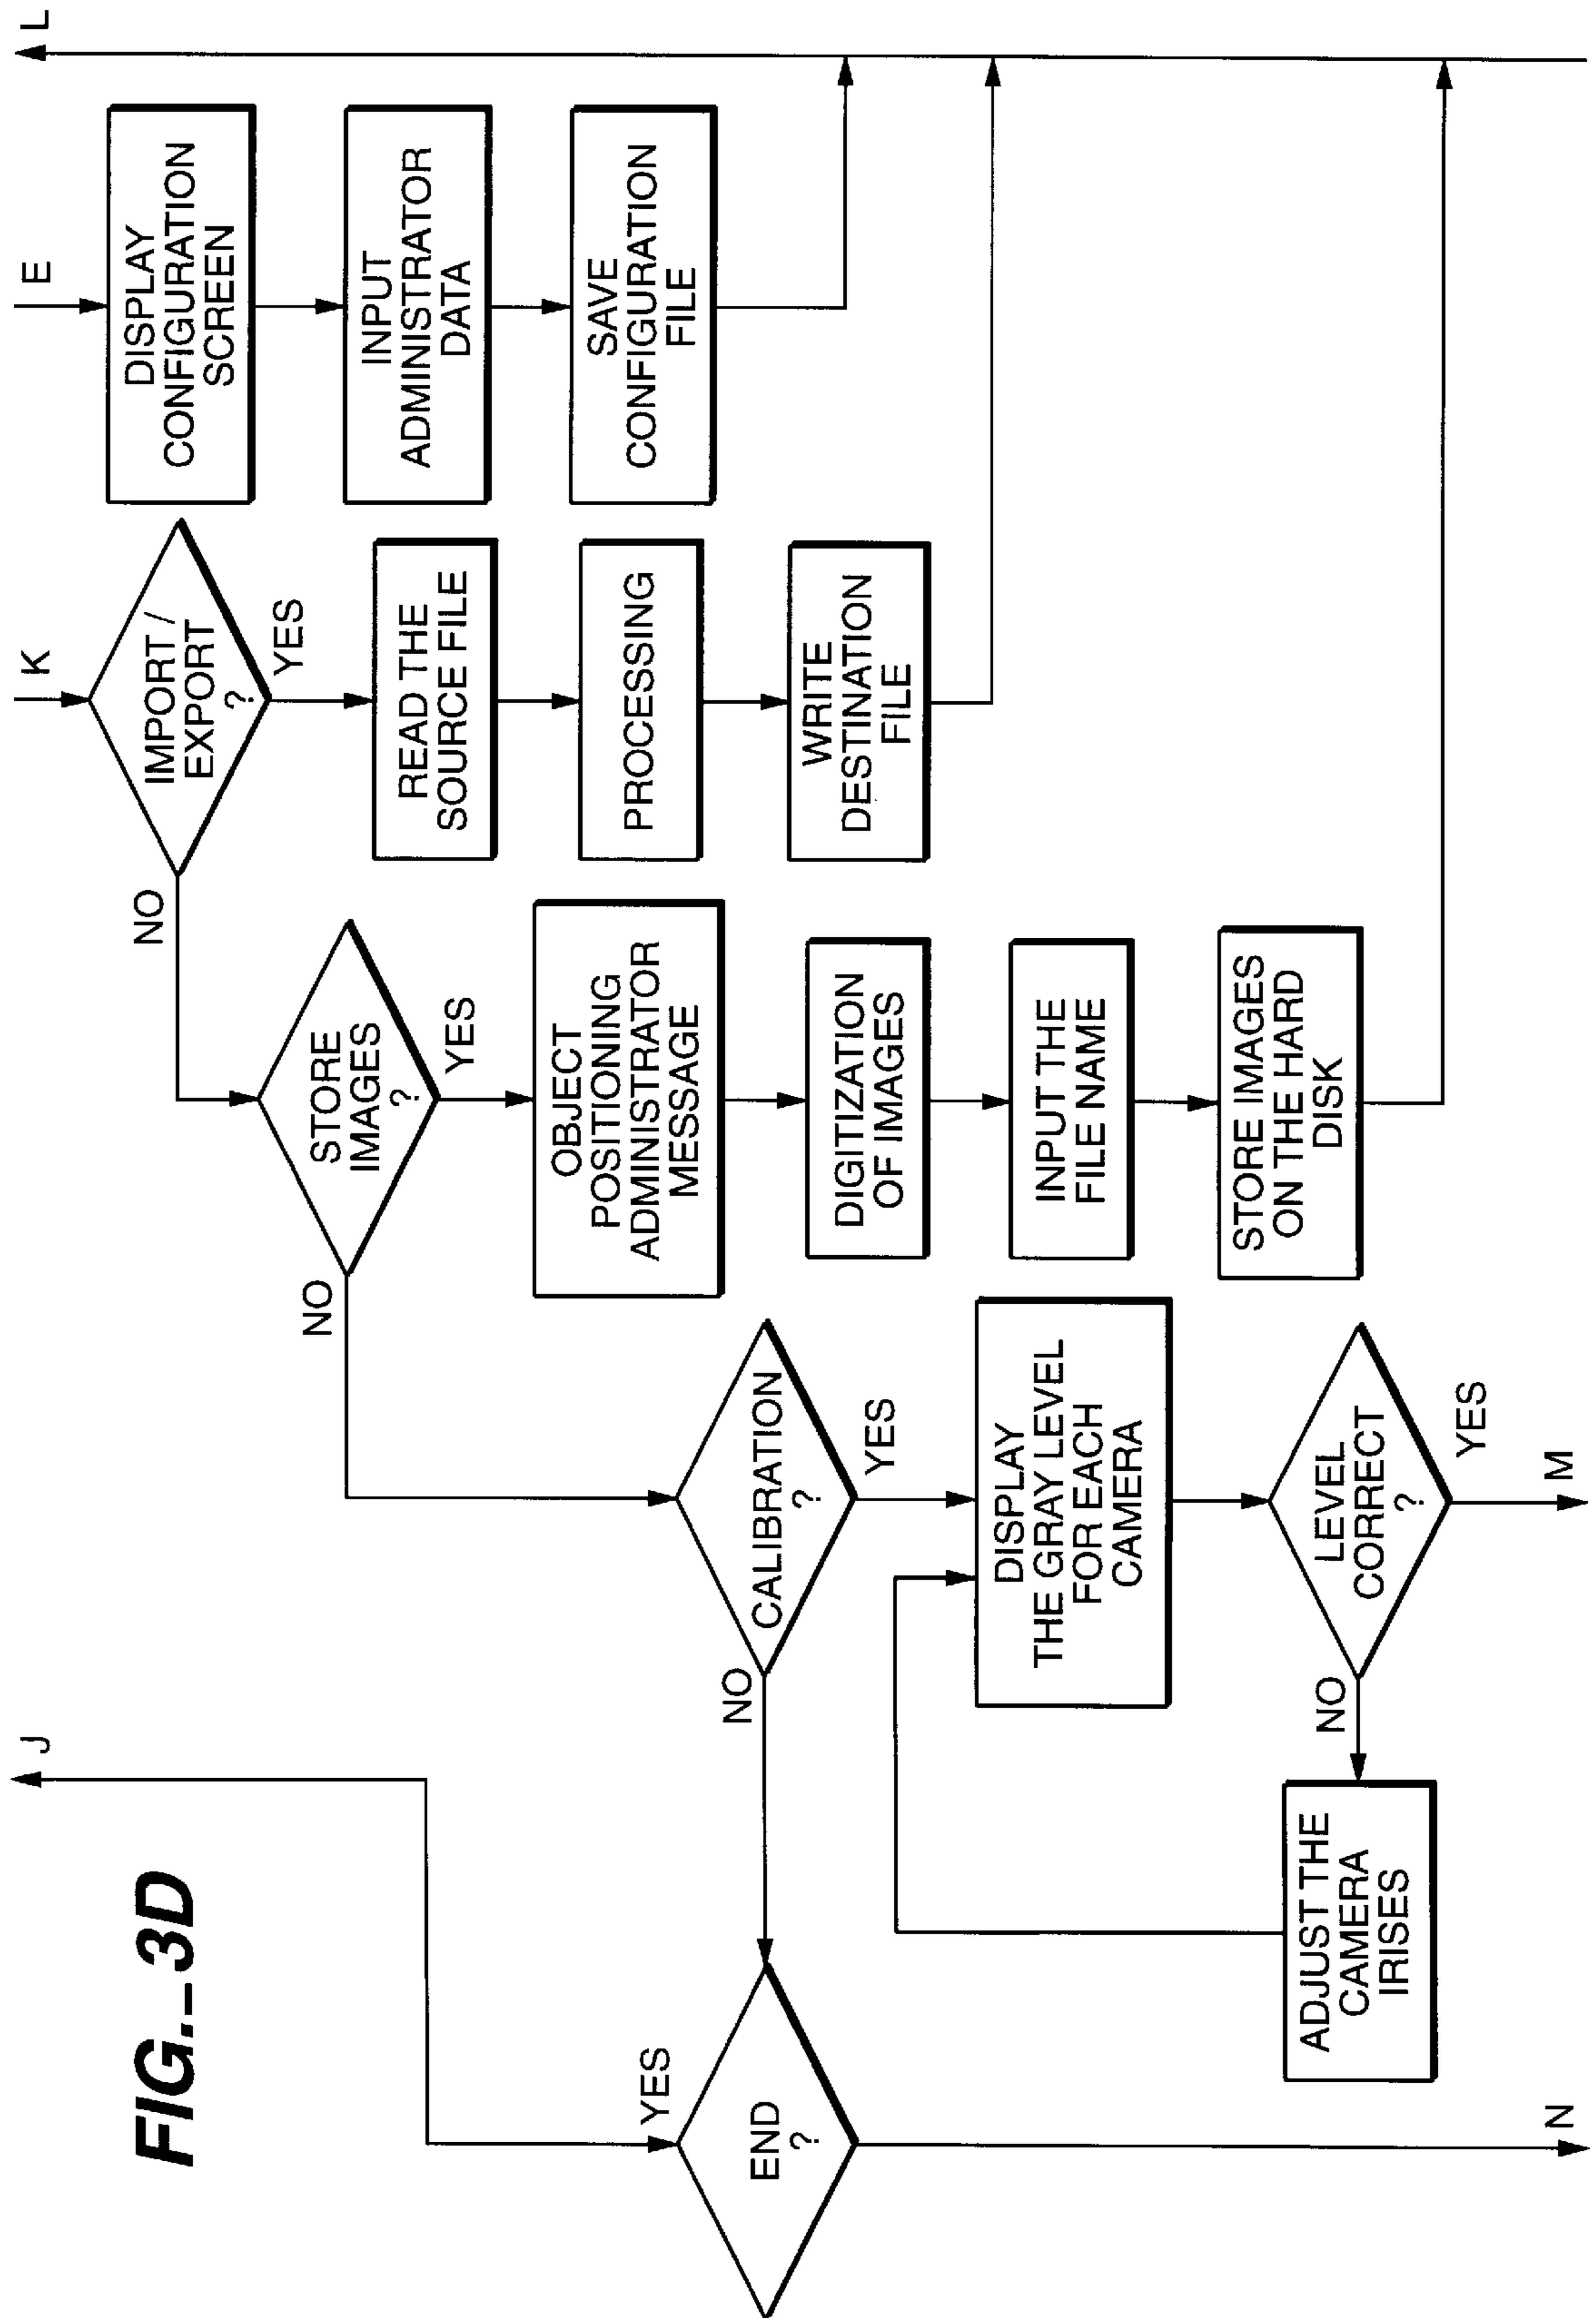 FIG._3D
J
K
E
L
IMPORT /
EXPORT
?
NO
YES
READ THE
SOURCE FILE
PROCESSING
WRITE
DESTINATION
FILE
DISPLAY
CONFIGURATION
SCREEN
INPUT
ADMINISTRATOR
DATA
SAVE
CONFIGURATION
FILE
STORE
IMAGES
?
NO
YES
OBJECT
POSITIONING
ADMINISTRATOR
MESSAGE
DIGITIZATION
OF IMAGES
INPUT THE
FILE NAME
STORE IMAGES
ON THE HARD
DISK
CALIBRATION
?
NO
YES
DISPLAY
THE GRAY LEVEL
FOR EACH
CAMERA
LEVEL
CORRECT
?
NO
YES
ADJUST THE
CAMERA
IRISES
END
?
YES
N
M